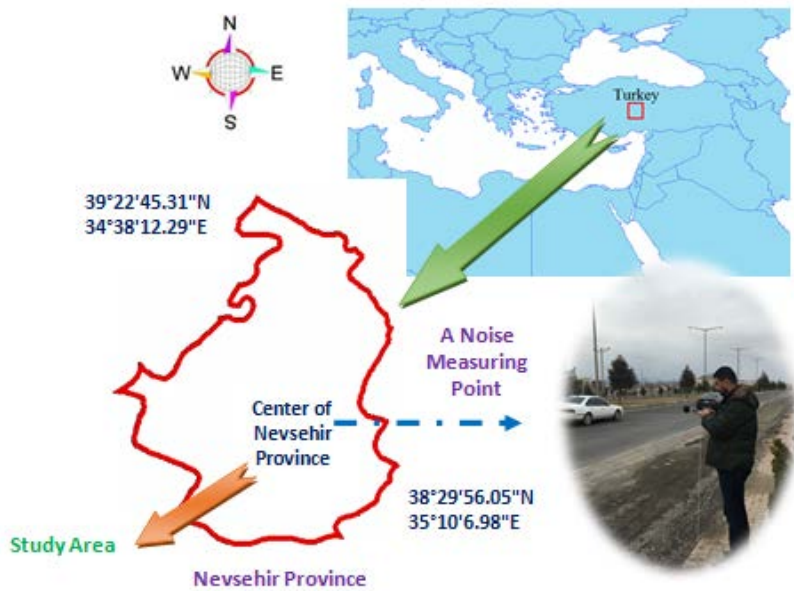 N
W
E
S
Turkey
39°22'45.31"N
34°38'12.29"E
A Noise
Measuring
Point
Center of
Nevsehir
Province
38°29'56.05"N
35°10'6.98"E
Study Area
Nevsehir Province